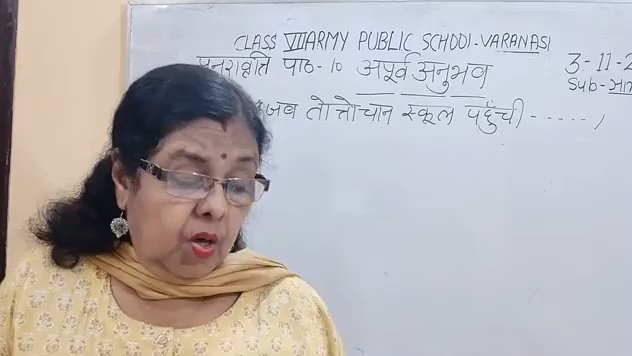 CLASS VII ARMY PUBLIC SCHOOL-VARANASI
पुनरावृत्ति पाठ-10 अपूर्व अनुभव 3-11-2
Sub-
जब तोत्तोचान स्कूल पहुँची -----/